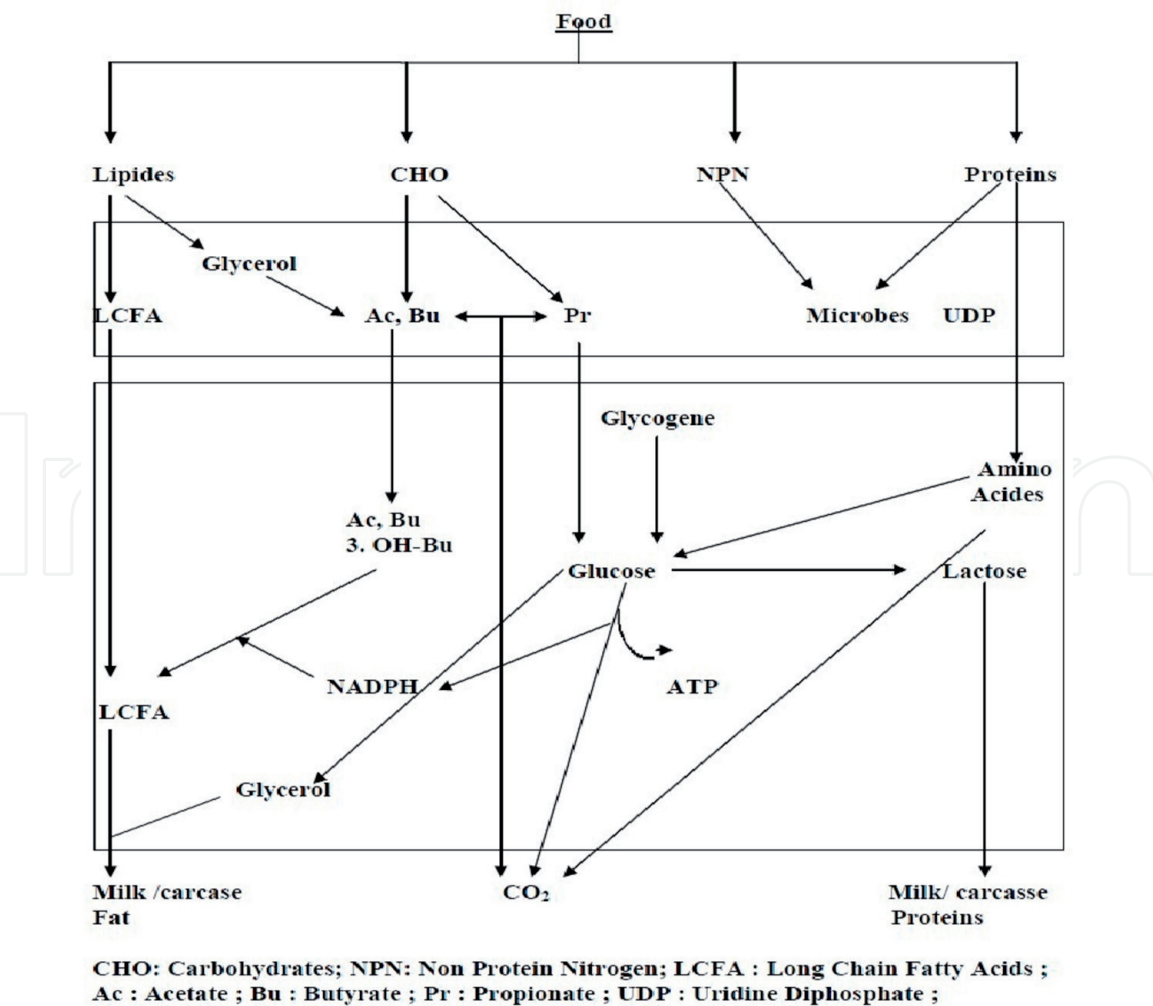 Food
Lipides CHO NPN Proteins
Glycerol
LCFA Ac, Bu Pr Microbes UDP
Glycogene
Amino
Acides
Ac, Bu
3. OH-Bu
Glucose Lactose
NADPH ATP
LCFA
Glycerol
Milk /carcase CO₂ Milk/ carcasse
Fat Proteins
CHO: Carbohydrates; NPN: Non Protein Nitrogen; LCFA : Long Chain Fatty Acids ;
Ac : Acetate ; Bu : Butyrate ; Pr : Propionate ; UDP : Uridine Diphosphate ;